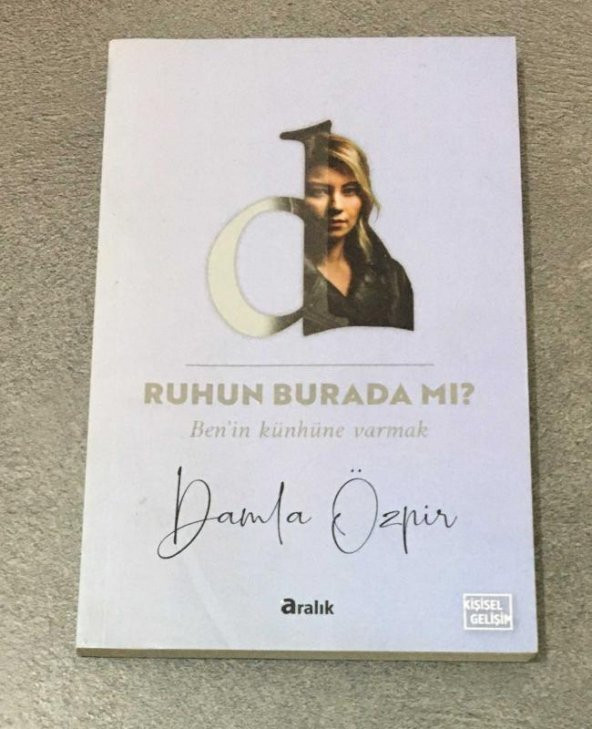 d
RUHUN BURADA MI?
Ben'in künhüne varmak
Damla Özpir
aralık
KİŞİSEL
GELİŞİM